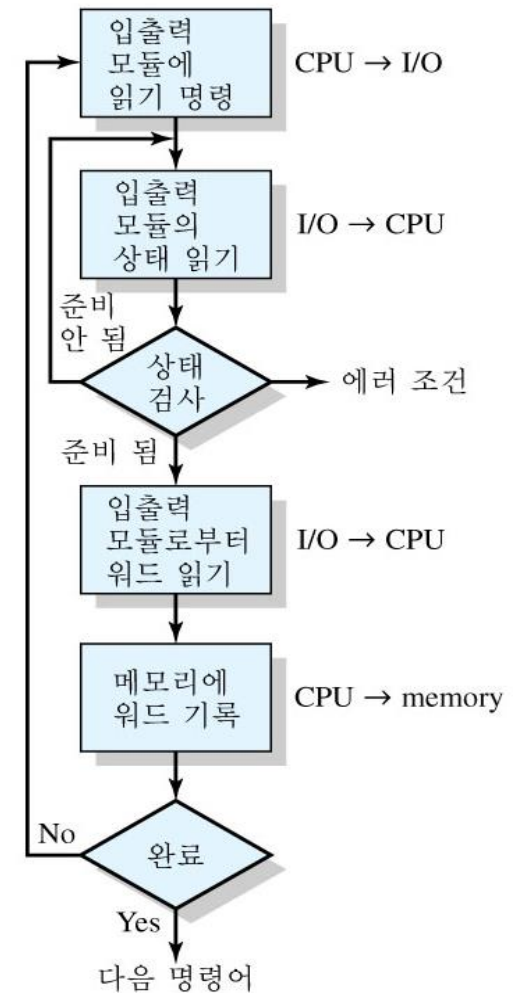 입출력
모듈에
읽기 명령
CPU → I/O
입출력
모듈의
상태 읽기
I/O → CPU
준비
안 됨
상태
검사
에러 조건
준비 됨
입출력
모듈로부터
워드 읽기
I/O → CPU
메모리에
워드 기록
CPU → memory
No
완료
Yes
다음 명령어